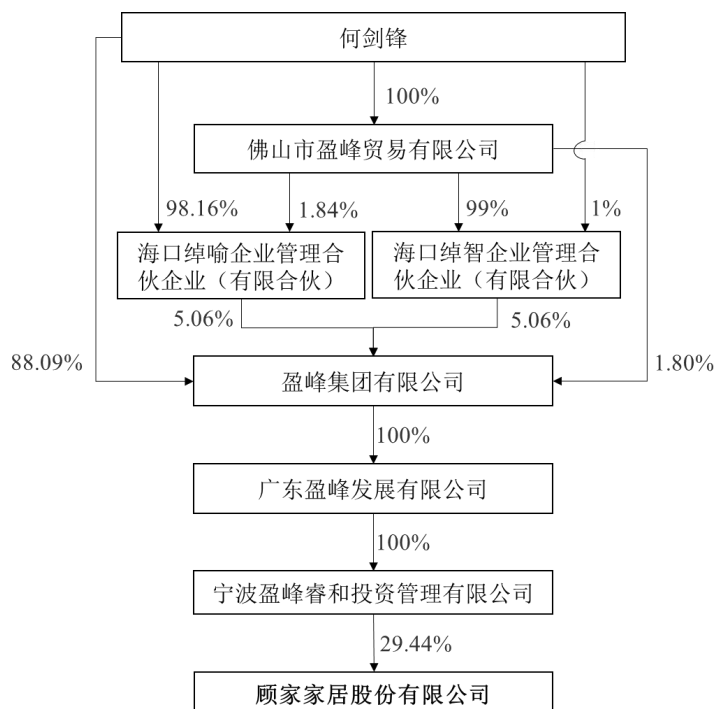 何剑锋
100%
佛山市盈峰贸易有限公司
98.16%
1.84%
99%
1%
海口绰喻企业管理合
伙企业（有限合伙）
海口绰智企业管理合
伙企业（有限合伙）
5.06%
5.06%
88.09%
1.80%
盈峰集团有限公司
100%
广东盈峰发展有限公司
100%
宁波盈峰睿和投资管理有限公司
29.44%
顾家家居股份有限公司